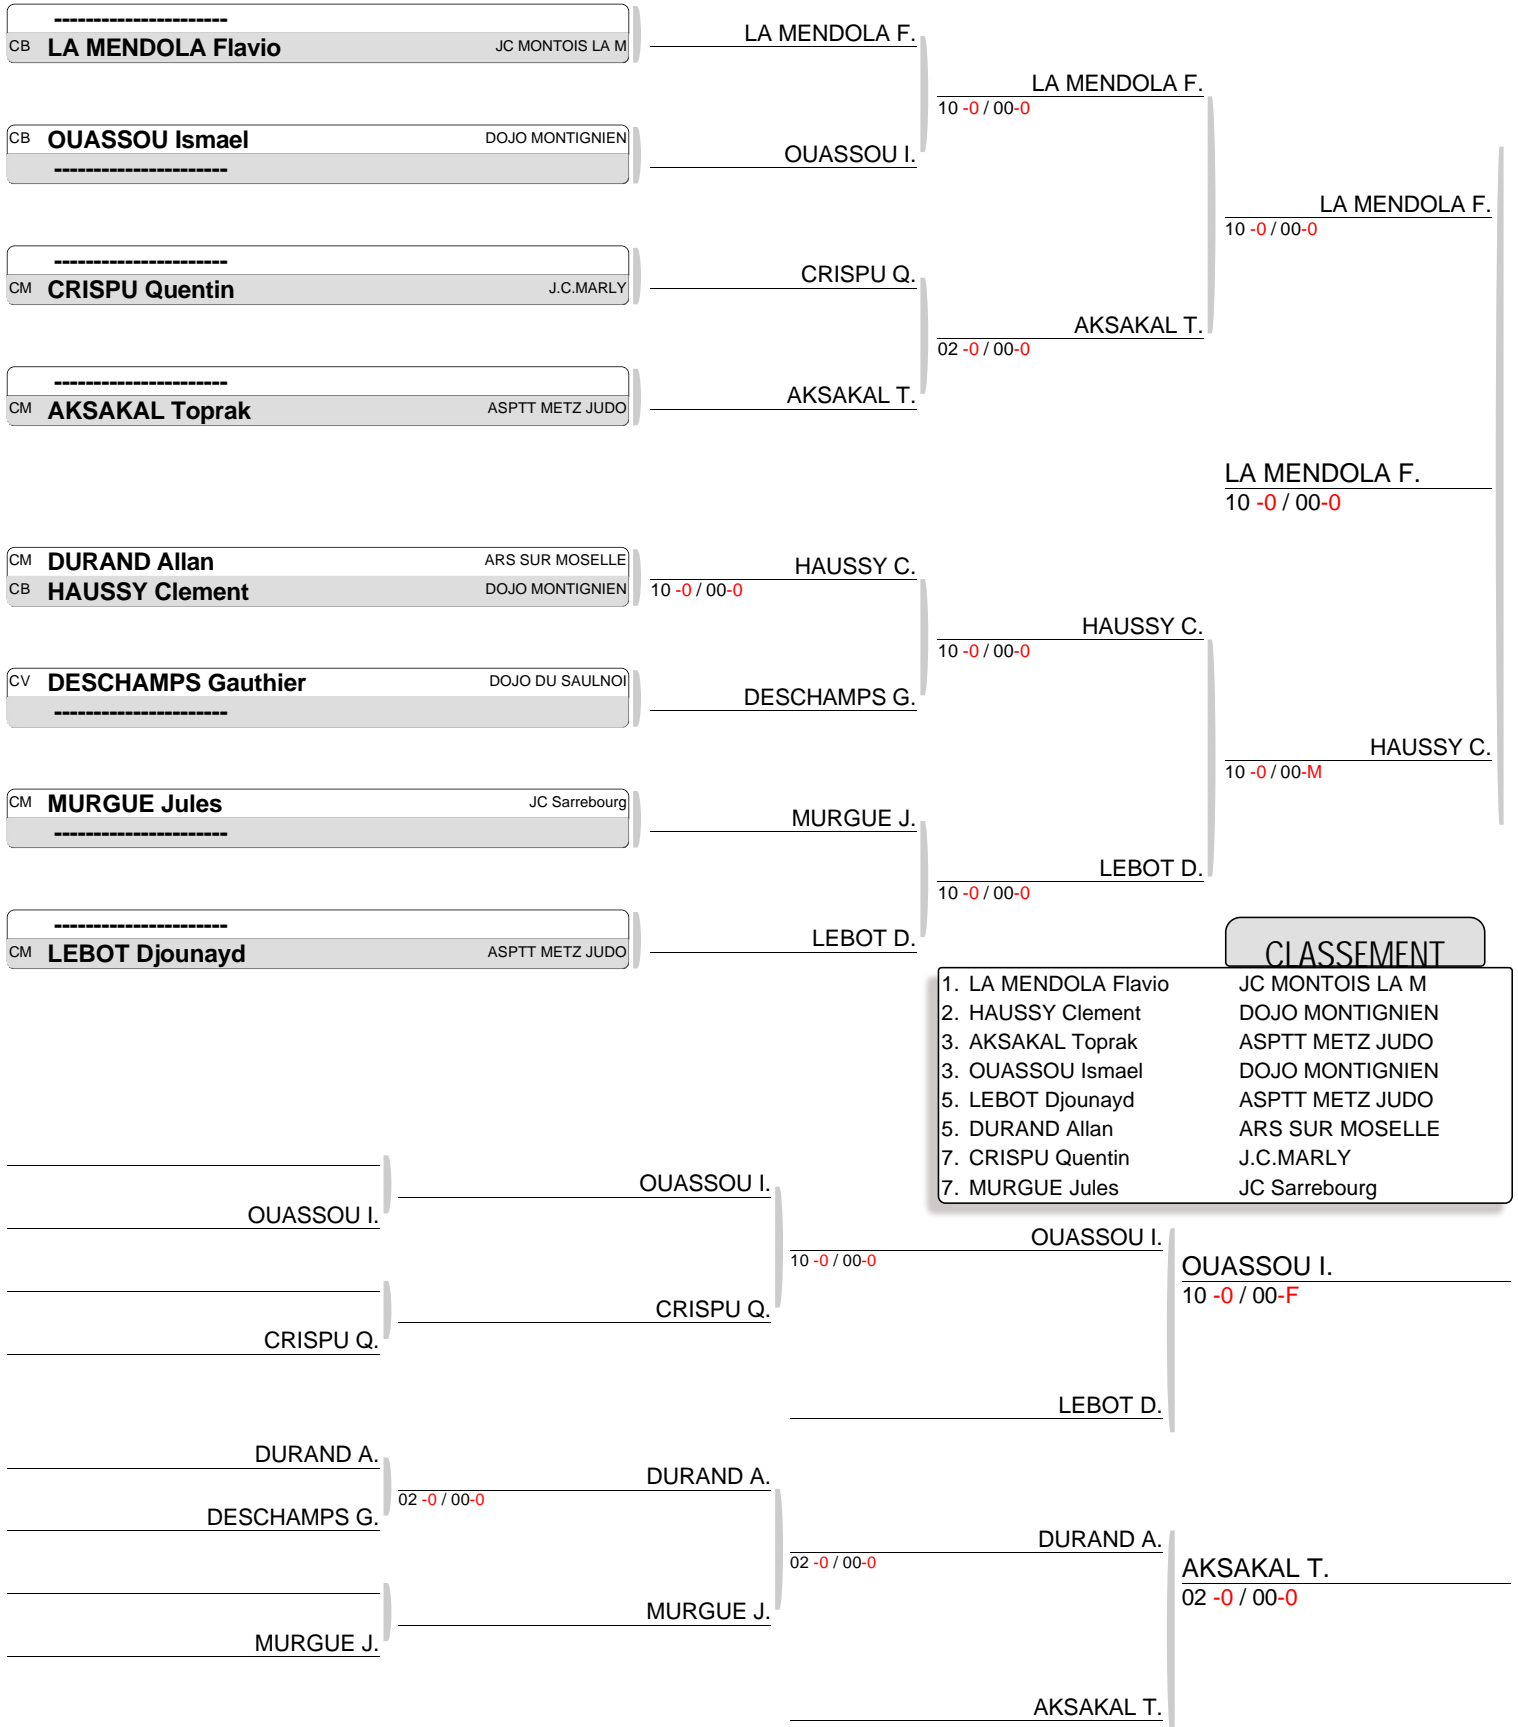 ----------------------
CB LA MENDOLA Flavio JC MONTOIS LA M
LA MENDOLA F.
LA MENDOLA F.
10 -0 / 00-0
CB OUASSOU Ismael DOJO MONTIGNIEN
----------------------
OUASSOU I.
LA MENDOLA F.
10 -0 / 00-0
----------------------
CM CRISPU Quentin J.C.MARLY
CRISPU Q.
AKSAKAL T.
02 -0 / 00-0
----------------------
CM AKSAKAL Toprak ASPTT METZ JUDO
AKSAKAL T.
LA MENDOLA F.
10 -0 / 00-0
CM DURAND Allan ARS SUR MOSELLE
CB HAUSSY Clement DOJO MONTIGNIEN
HAUSSY C.
10 -0 / 00-0
HAUSSY C.
10 -0 / 00-0
CV DESCHAMPS Gauthier DOJO DU SAULNOI
----------------------
DESCHAMPS G.
HAUSSY C.
10 -0 / 00-M
CM MURGUE Jules JC Sarrebourg
----------------------
MURGUE J.
LEBOT D.
10 -0 / 00-0
----------------------
CM LEBOT Djounayd ASPTT METZ JUDO
LEBOT D.
CLASSEMENT
1. LA MENDOLA Flavio JC MONTOIS LA M
2. HAUSSY Clement DOJO MONTIGNIEN
3. AKSAKAL Toprak ASPTT METZ JUDO
3. OUASSOU Ismael DOJO MONTIGNIEN
5. LEBOT Djounayd ASPTT METZ JUDO
5. DURAND Allan ARS SUR MOSELLE
7. CRISPU Quentin J.C.MARLY
7. MURGUE Jules JC Sarrebourg
OUASSOU I.
OUASSOU I.
OUASSOU I.
10 -0 / 00-0
OUASSOU I.
10 -0 / 00-F
CRISPU Q.
CRISPU Q.
LEBOT D.
DURAND A.
DURAND A.
02 -0 / 00-0
DESCHAMPS G.
DURAND A.
02 -0 / 00-0
AKSAKAL T.
02 -0 / 00-0
MURGUE J.
MURGUE J.
AKSAKAL T.